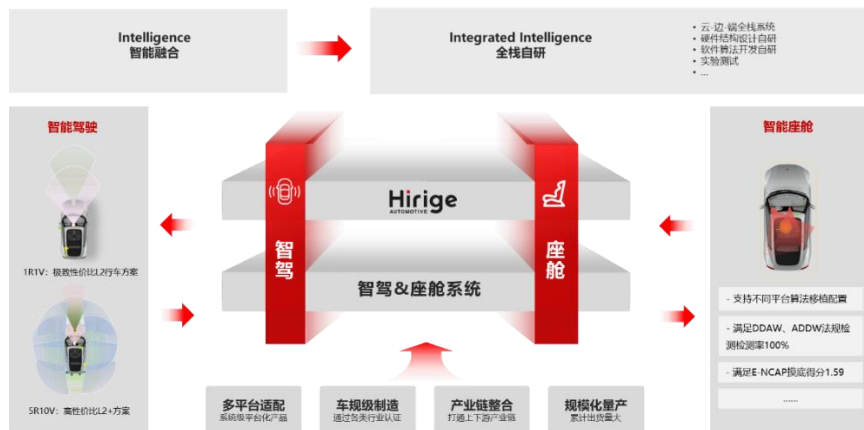 Intelligence
智能融合
Integrated Intelligence
全栈自研
• 云-边-端全栈系统
• 硬件结构设计自研
• 软件算法开发自研
• 实验测试
• ...
智能驾驶
1R1V：极致性价比L2行车方案
5R10V：高性价比L2+方案
Hirige
AUTOMOTIVE
智驾
座舱
智驾&座舱系统
智能座舱
- 支持不同平台算法移植配置
- 满足DDAW、ADDW法规检
测检测率100%
- 满足E-NCAP摸底得分1.59
......
多平台适配
系统级平台化产品
车规级制造
通过各类行业认证
产业链整合
打通上下游产业链
规模化量产
累计出货量大